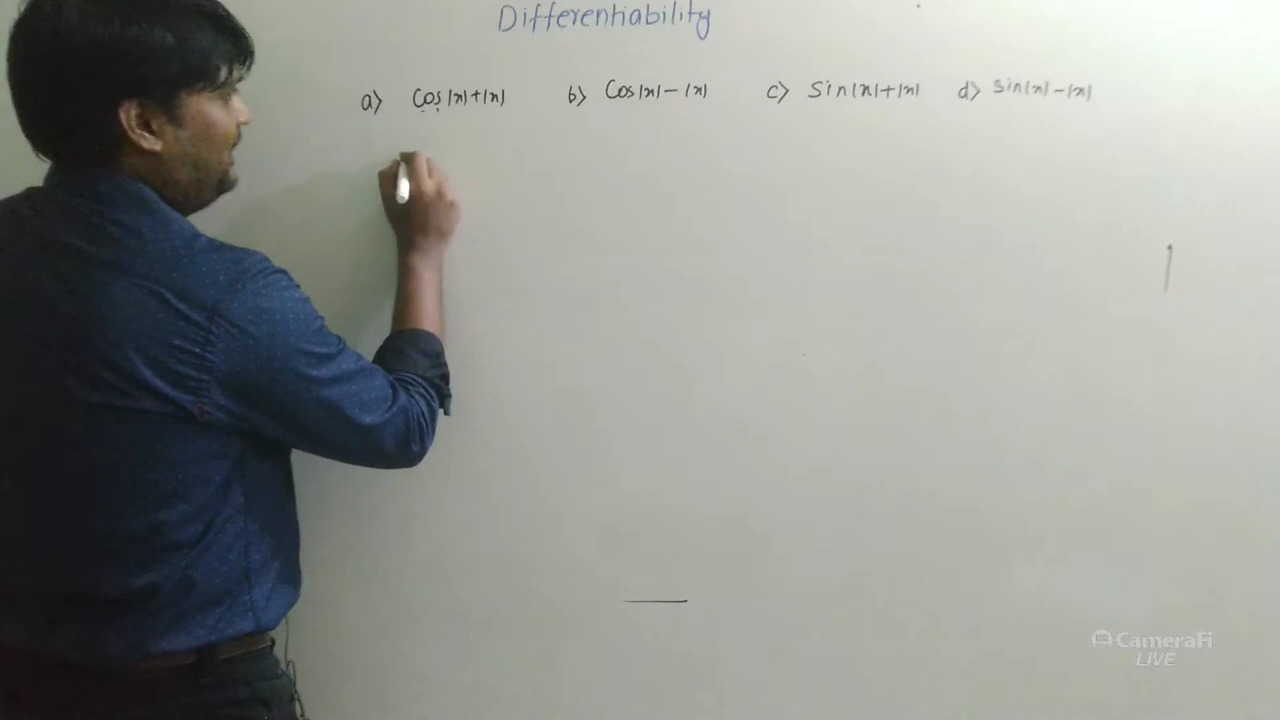 Differentiability
a) Cos|x|+|x| b) Cos|x|-|x| c) Sin|x|+|x| d) Sin|x|-|x|
CameraFi
LIVE